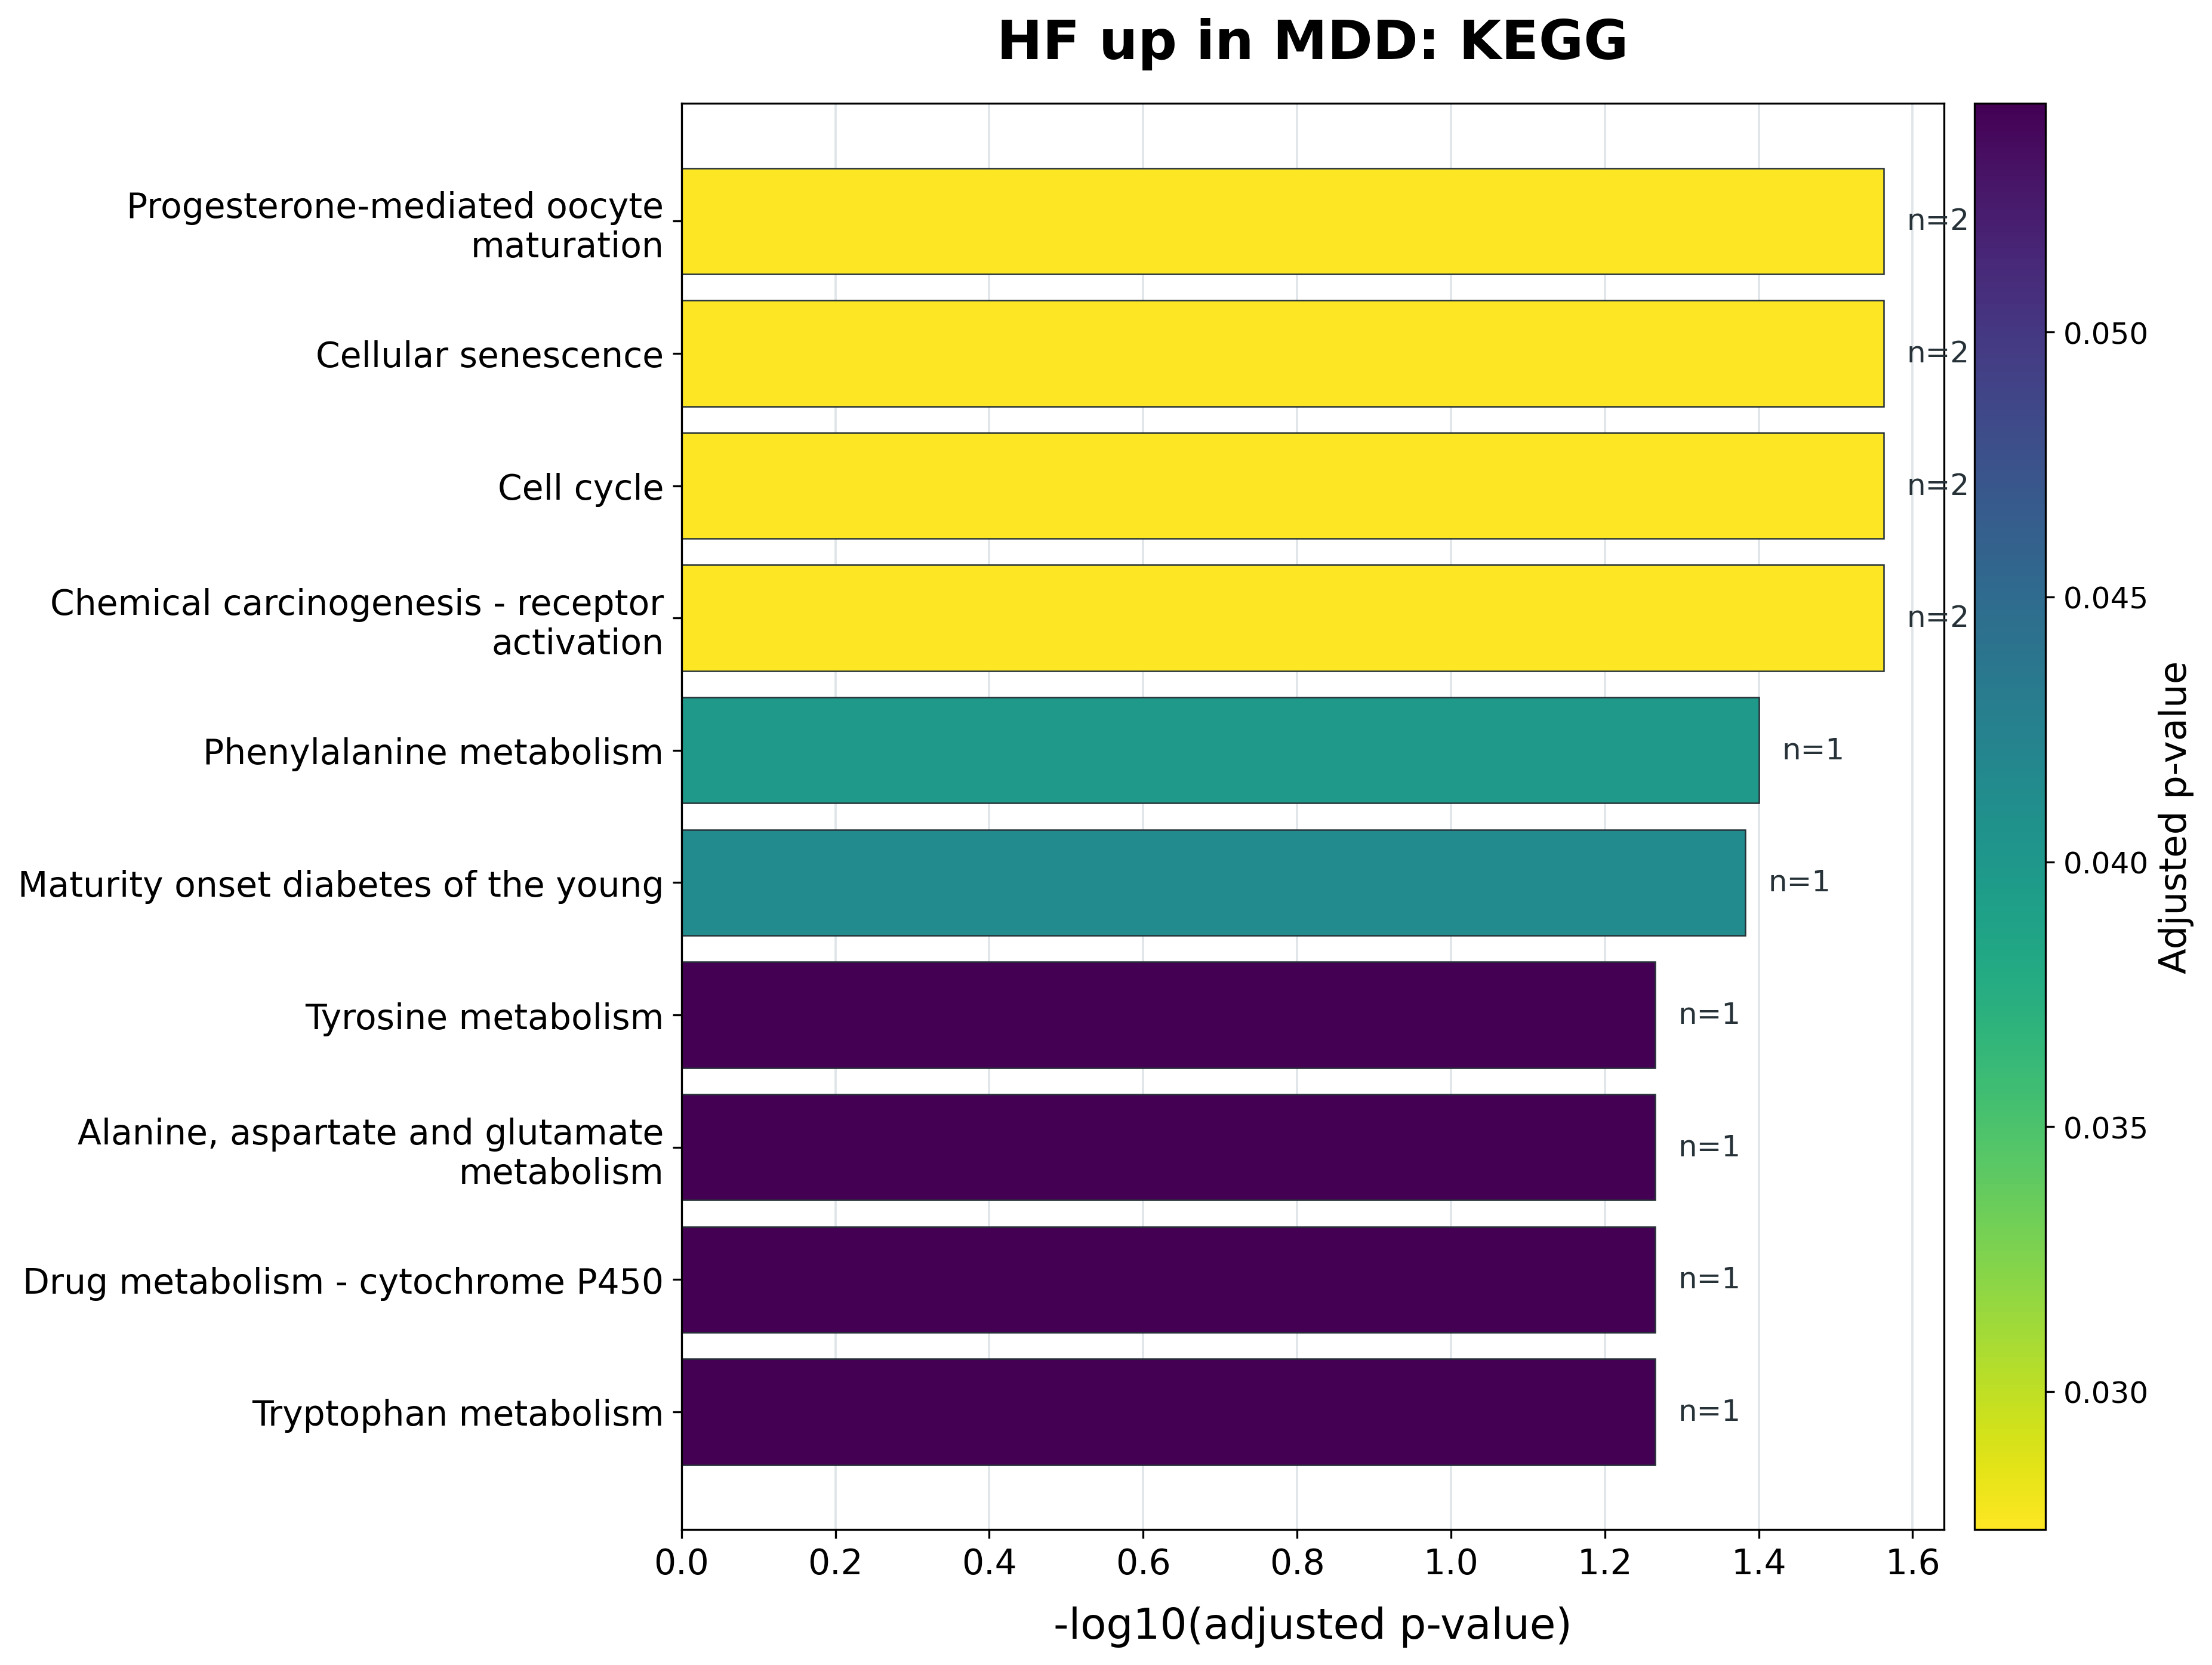 HF up in MDD: KEGG
Progesterone-mediated oocyte
maturation
n=2
Cellular senescence
n=2
Cell cycle
n=2
Chemical carcinogenesis - receptor
activation
n=2
Phenylalanine metabolism
n=1
Maturity onset diabetes of the young
n=1
Tyrosine metabolism
n=1
Alanine, aspartate and glutamate
metabolism
n=1
Drug metabolism - cytochrome P450
n=1
Tryptophan metabolism
n=1
0.0 0.2 0.4 0.6 0.8 1.0 1.2 1.4 1.6
-log10(adjusted p-value)
0.050
0.045
0.040
0.035
0.030
Adjusted p-value